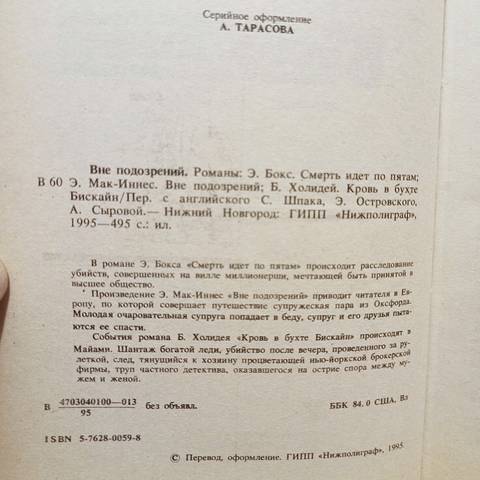 Серийное оформление
А. ТАРАСОВА
Вне подозрений. Романы: Э. Бокс. Смерть идет по пятам;
В 60 Э. Мак-Иннес. Вне подозрений; Б. Холидей. Кровь в бухте
Бискайн/Пер. с английского С. Шпака, Э. Островского,
А. Сыровой.— Нижний Новгород: ГИПП «Нижполиграф»,
1995—495 с.: ил.
В романе Э. Бокса «Смерть идет по пятам» происходит расследование
убийств, совершенных на вилле миллионерши, мечтающей быть принятой в
высшее общество.
Произведение Э. Мак-Иннес «Вне подозрений» приводит читателя в Ев-
ропу, по которой совершает путешествие супружеская пара из Оксфорда.
Молодая очаровательная супруга попадает в беду, супруг и его друзья пыта-
ются ее спасти.
События романа Б. Холидея «Кровь в бухте Бискайн» происходят в
Майами. Шантаж богатой леди, убийство после вечера, проведенного за ру-
леткой, след, тянущийся к хозяину процветающей нью-йоркской брокерской
фирмы, труп частного детектива, оказавшегося на острие спора между му-
жем и женой.
В 4703040100—013
95 без объявл.
ББК 84.0 США, Вл
ISBN 5-7628-0059-8
© Перевод, оформление. ГИПП «Нижполиграф», 1995.